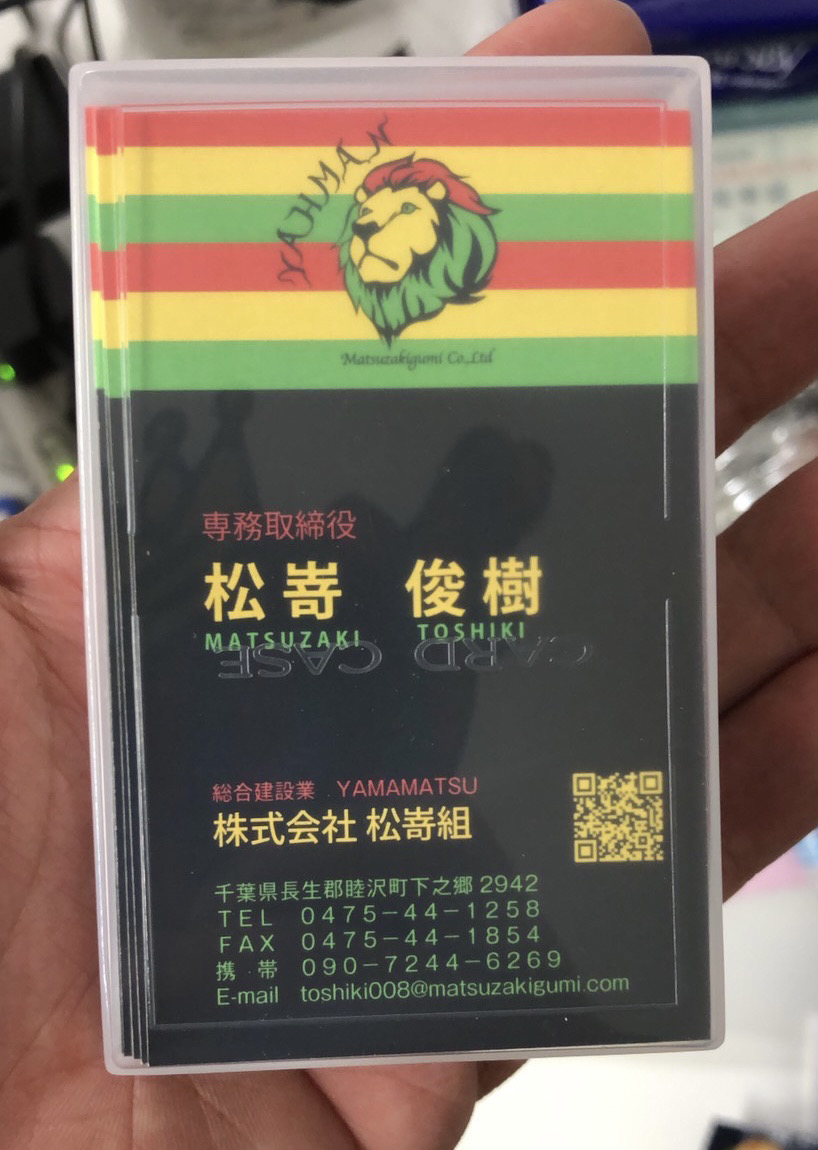 YAHMAN
Matsuzakigumi Co.,Ltd
専務取締役
松嵜 俊樹
MATSUZAKI TOSHIKI
CARD CASE
総合建設業 YAMAMATSU
株式会社 松嵜組
千葉県長生郡睦沢町下之郷 2942
TEL 0475-44-1258
FAX 0475-44-1854
携 帯 090-7244-6269
E-mail toshiki008@matsuzakigumi.com